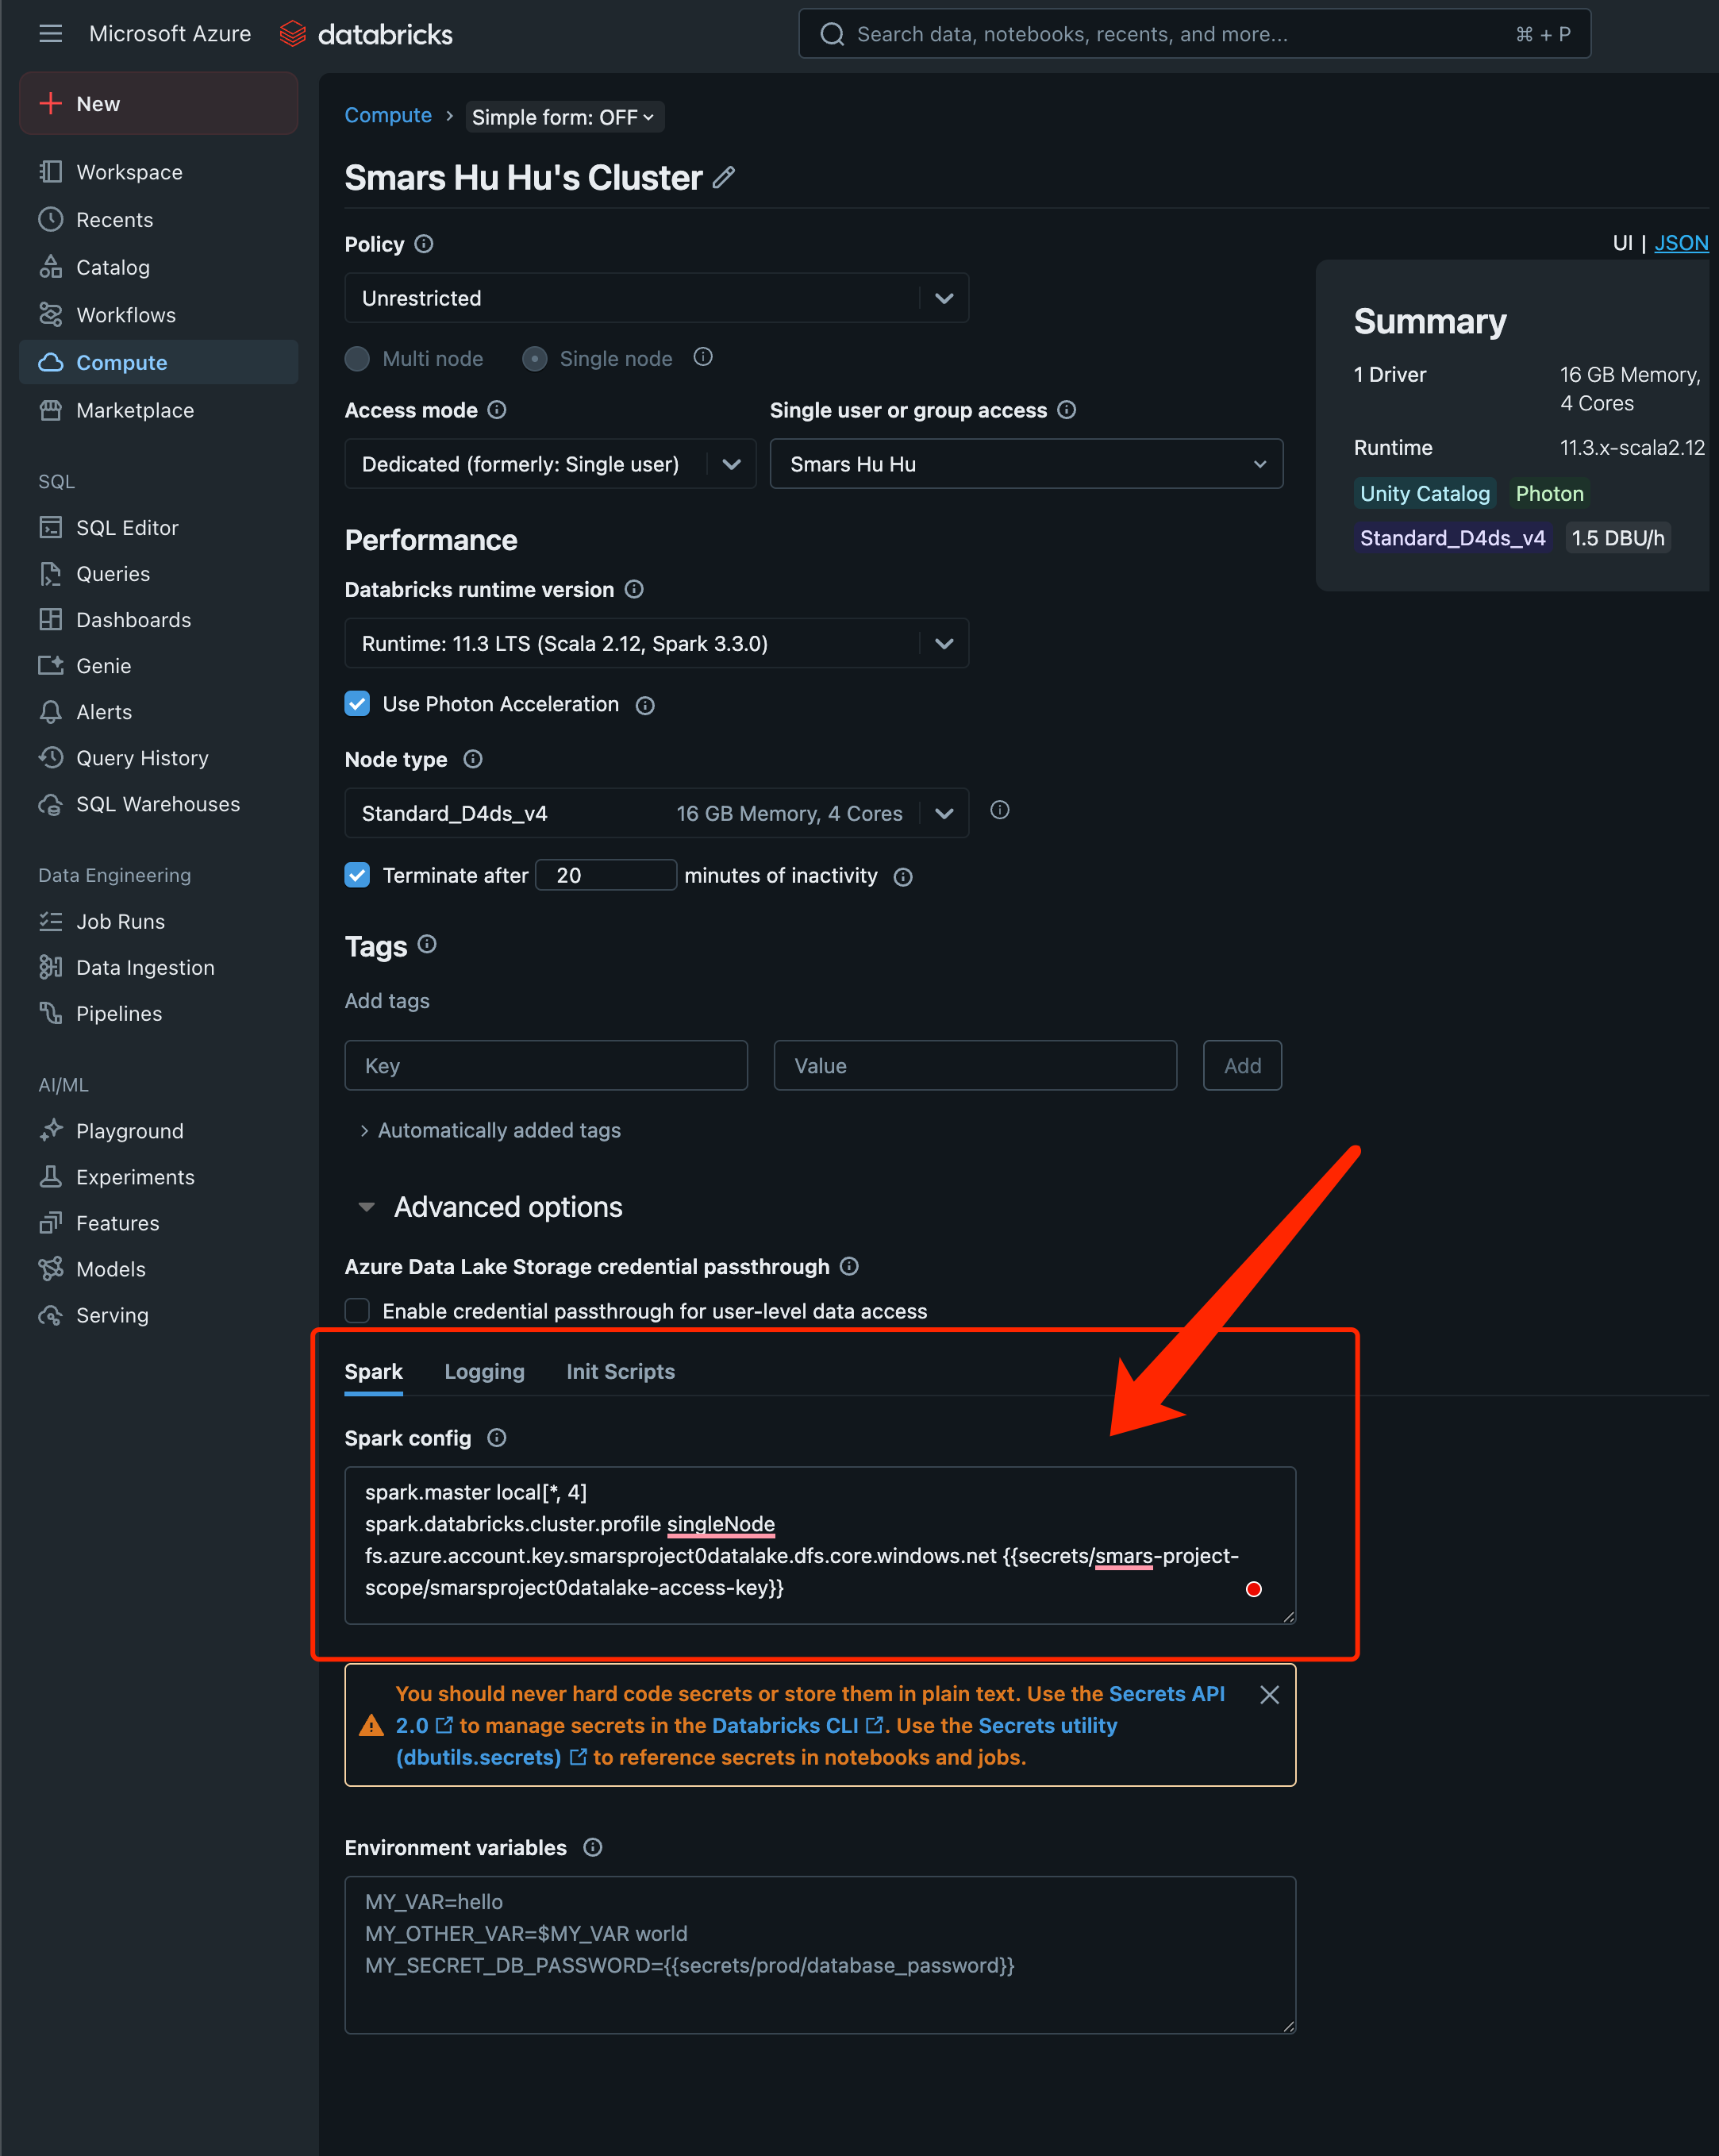 Microsoft Azure databricks
Search data, notebooks, recents, and more... ⌘ + P
New
Workspace
Recents
Catalog
Workflows
Compute
Marketplace
SQL
SQL Editor
Queries
Dashboards
Genie
Alerts
Query History
SQL Warehouses
Data Engineering
Job Runs
Data Ingestion
Pipelines
AI/ML
Playground
Experiments
Features
Models
Serving
Compute › Simple form: OFF
Smars Hu Hu's Cluster
Policy
Unrestricted
Multi node Single node
Access mode Single user or group access
Dedicated (formerly: Single user) Smars Hu Hu
Performance
Databricks runtime version
Runtime: 11.3 LTS (Scala 2.12, Spark 3.3.0)
Use Photon Acceleration
Node type
Standard_D4ds_v4 16 GB Memory, 4 Cores
Terminate after 20 minutes of inactivity
Tags
Add tags
Key Value Add
Automatically added tags
Advanced options
Azure Data Lake Storage credential passthrough
Enable credential passthrough for user-level data access
Spark Logging Init Scripts
Spark config
spark.master local[*, 4]
spark.databricks.cluster.profile singleNode
fs.azure.account.key.smarsproject0datalake.dfs.core.windows.net {{secrets/smars-project-
scope/smarsproject0datalake-access-key}}
You should never hard code secrets or store them in plain text. Use the Secrets API
2.0 to manage secrets in the Databricks CLI. Use the Secrets utility
(dbutils.secrets) to reference secrets in notebooks and jobs.
Environment variables
MY_VAR=hello
MY_OTHER_VAR=$MY_VAR world
MY_SECRET_DB_PASSWORD={{secrets/prod/database_password}}
UI | JSON
Summary
1 Driver 16 GB Memory,
4 Cores
Runtime 11.3.x-scala2.12
Unity Catalog Photon
Standard_D4ds_v4 1.5 DBU/h